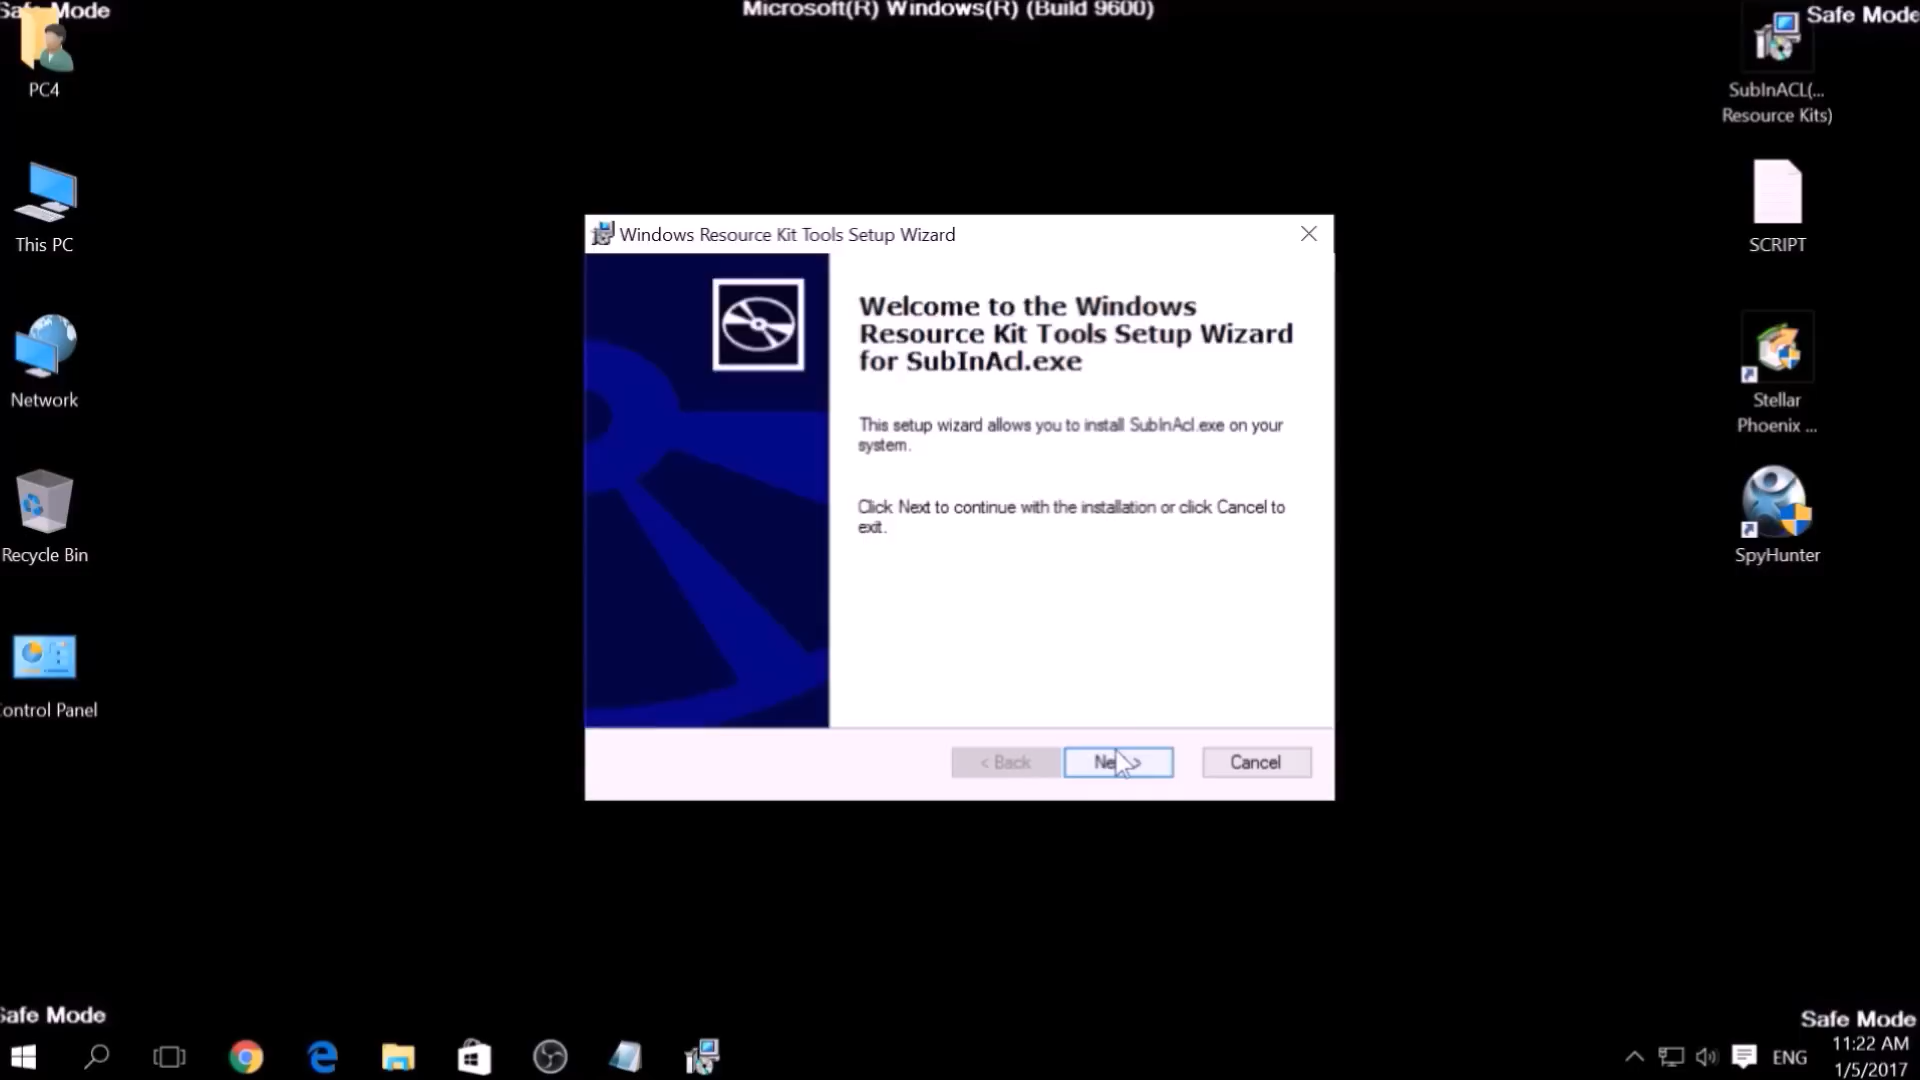 Safe Mode
Microsoft(R) Windows(R) (Build 9600)
Safe Mode
PC4
This PC
Network
Recycle Bin
Control Panel
SubInACL(...
Resource Kits)
SCRIPT
Stellar
Phoenix ...
SpyHunter
Windows Resource Kit Tools Setup Wizard
Welcome to the Windows
Resource Kit Tools Setup Wizard
for SubInAcl.exe
This setup wizard allows you to install SubInAcl.exe on your
system.
Click Next to continue with the installation or click Cancel to
exit.
< Back
Next >
Cancel
Safe Mode
Safe Mode
ENG
11:22 AM
1/5/2017